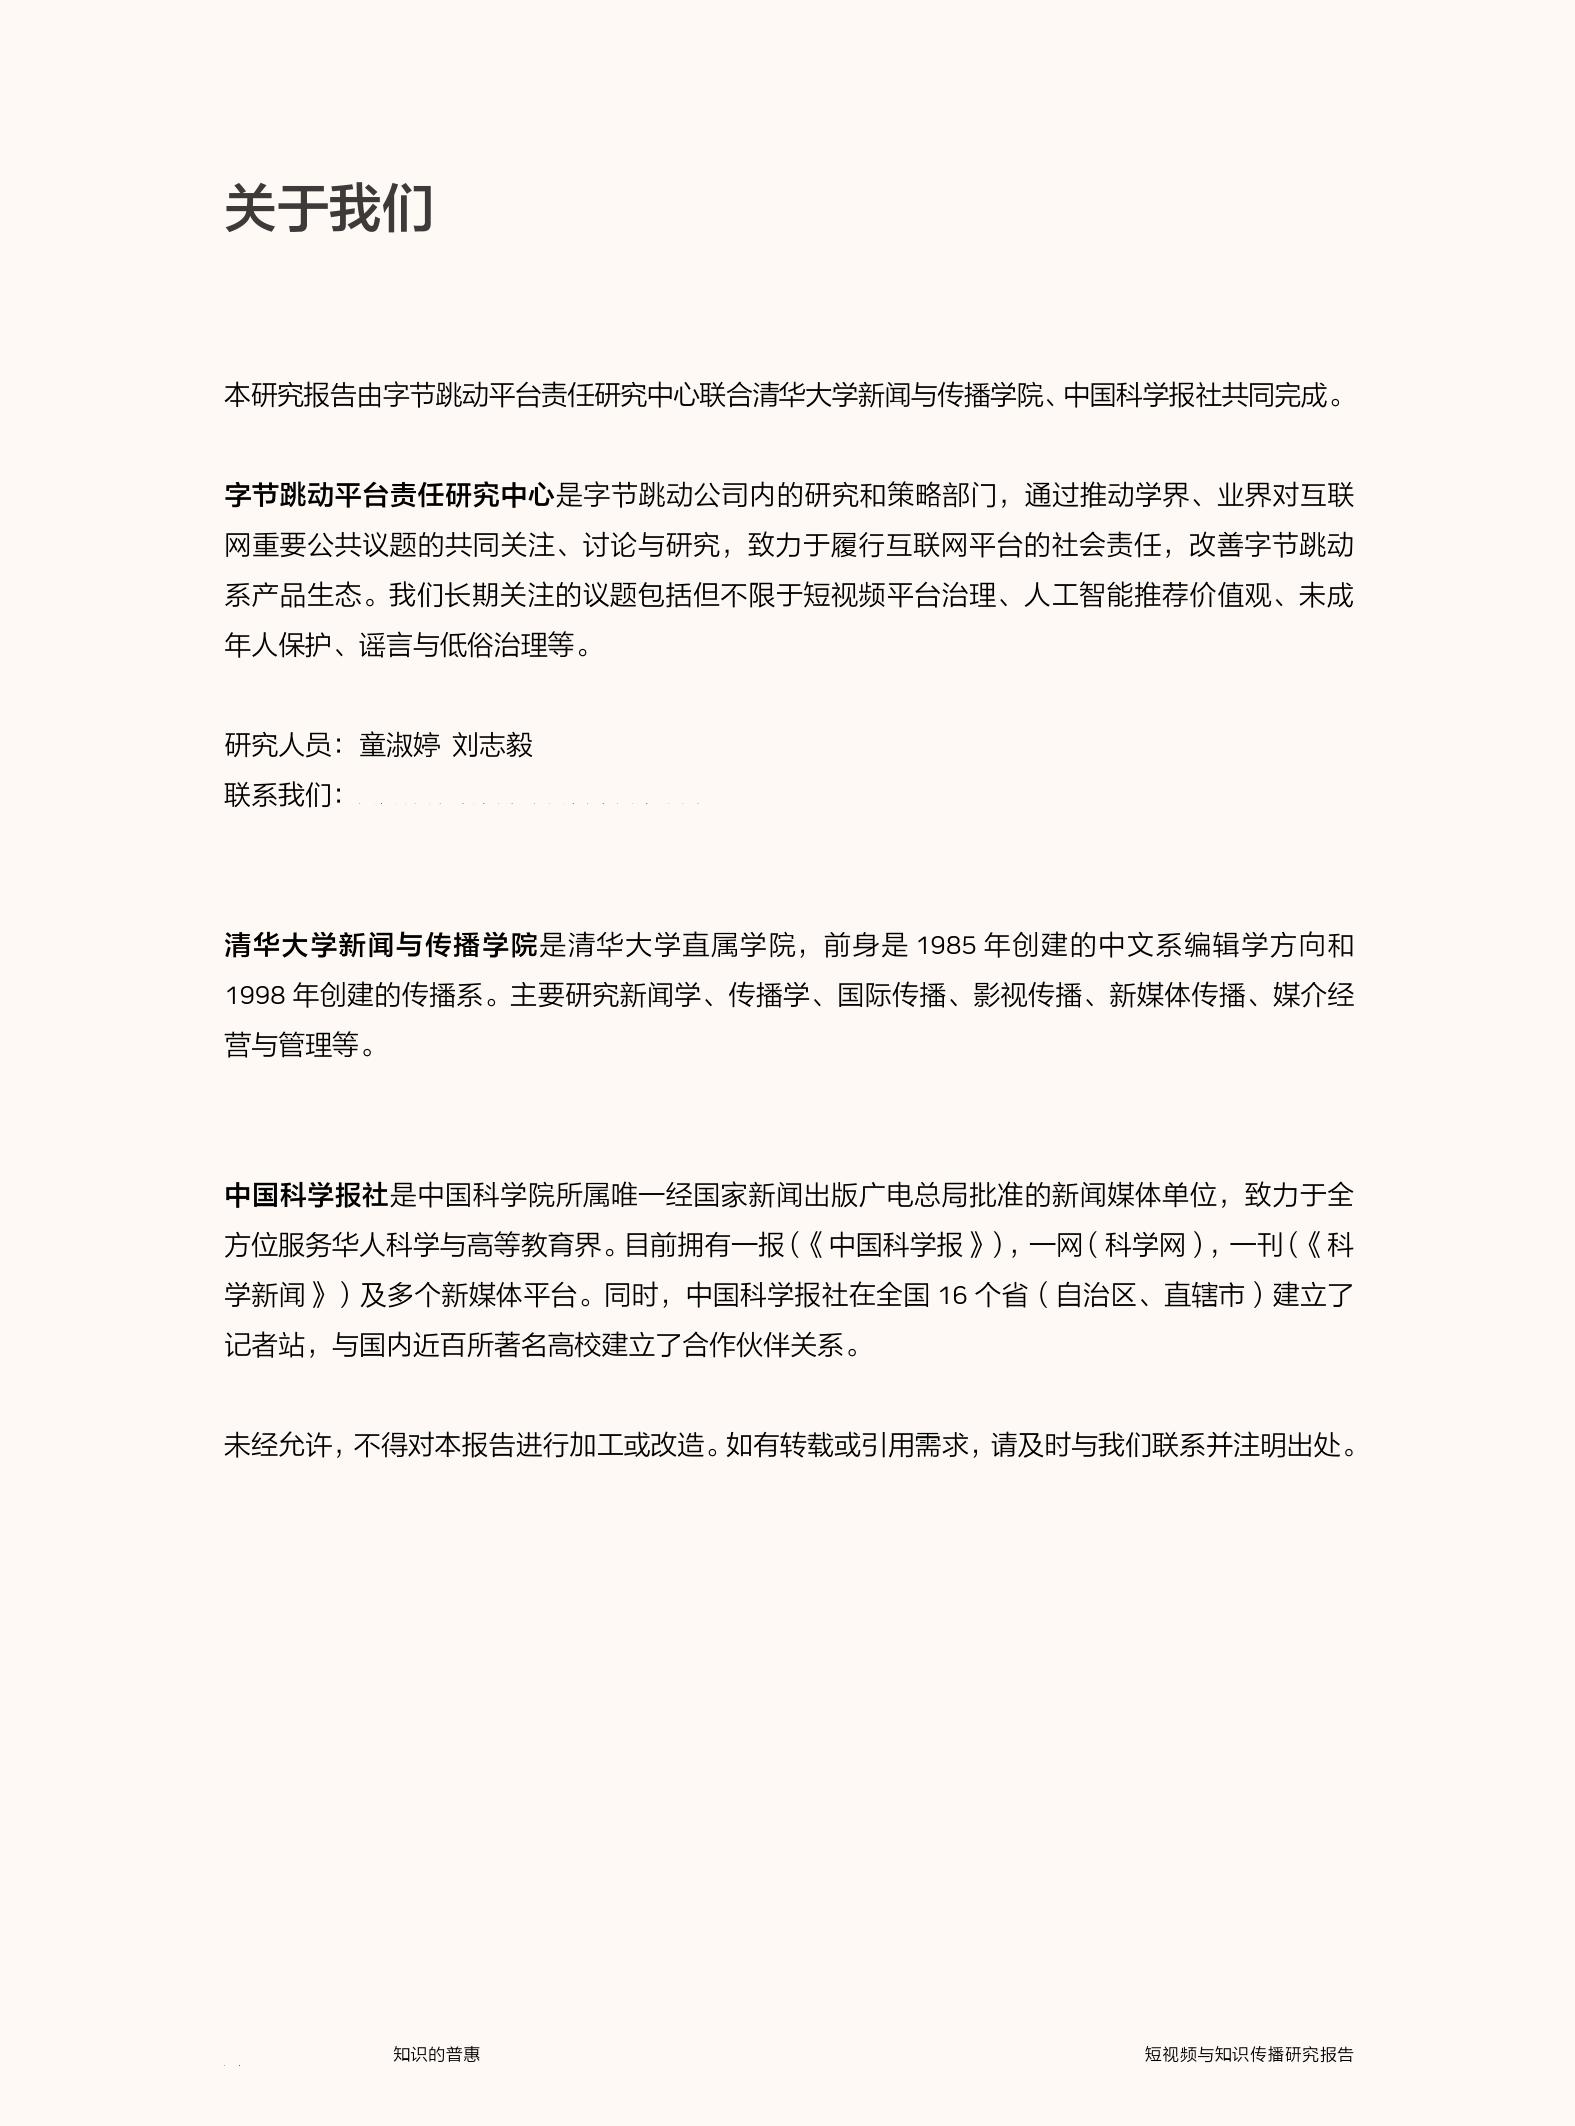 关于我们
本研究报告由字节跳动平台责任研究中心联合清华大学新闻与传播学院、中国科学报社共同完成。
字节跳动平台责任研究中心是字节跳动公司内的研究和策略部门，通过推动学界、业界对互联
网重要公共议题的共同关注、讨论与研究，致力于履行互联网平台的社会责任，改善字节跳动
系产品生态。我们长期关注的议题包括但不限于短视频平台治理、人工智能推荐价值观、未成
年人保护、谣言与低俗治理等。
研究人员：童淑婷 刘志毅
联系我们：
清华大学新闻与传播学院是清华大学直属学院，前身是 1985 年创建的中文系编辑学方向和
1998 年创建的传播系。主要研究新闻学、传播学、国际传播、影视传播、新媒体传播、媒介经
营与管理等。
中国科学报社是中国科学院所属唯一经国家新闻出版广电总局批准的新闻媒体单位，致力于全
方位服务华人科学与高等教育界。目前拥有一报（《中国科学报》），一网（科学网），一刊（《科
学新闻》）及多个新媒体平台。同时，中国科学报社在全国 16 个省（自治区、直辖市）建立了
记者站，与国内近百所著名高校建立了合作伙伴关系。
未经允许，不得对本报告进行加工或改造。如有转载或引用需求，请及时与我们联系并注明出处。
知识的普惠
短视频与知识传播研究报告